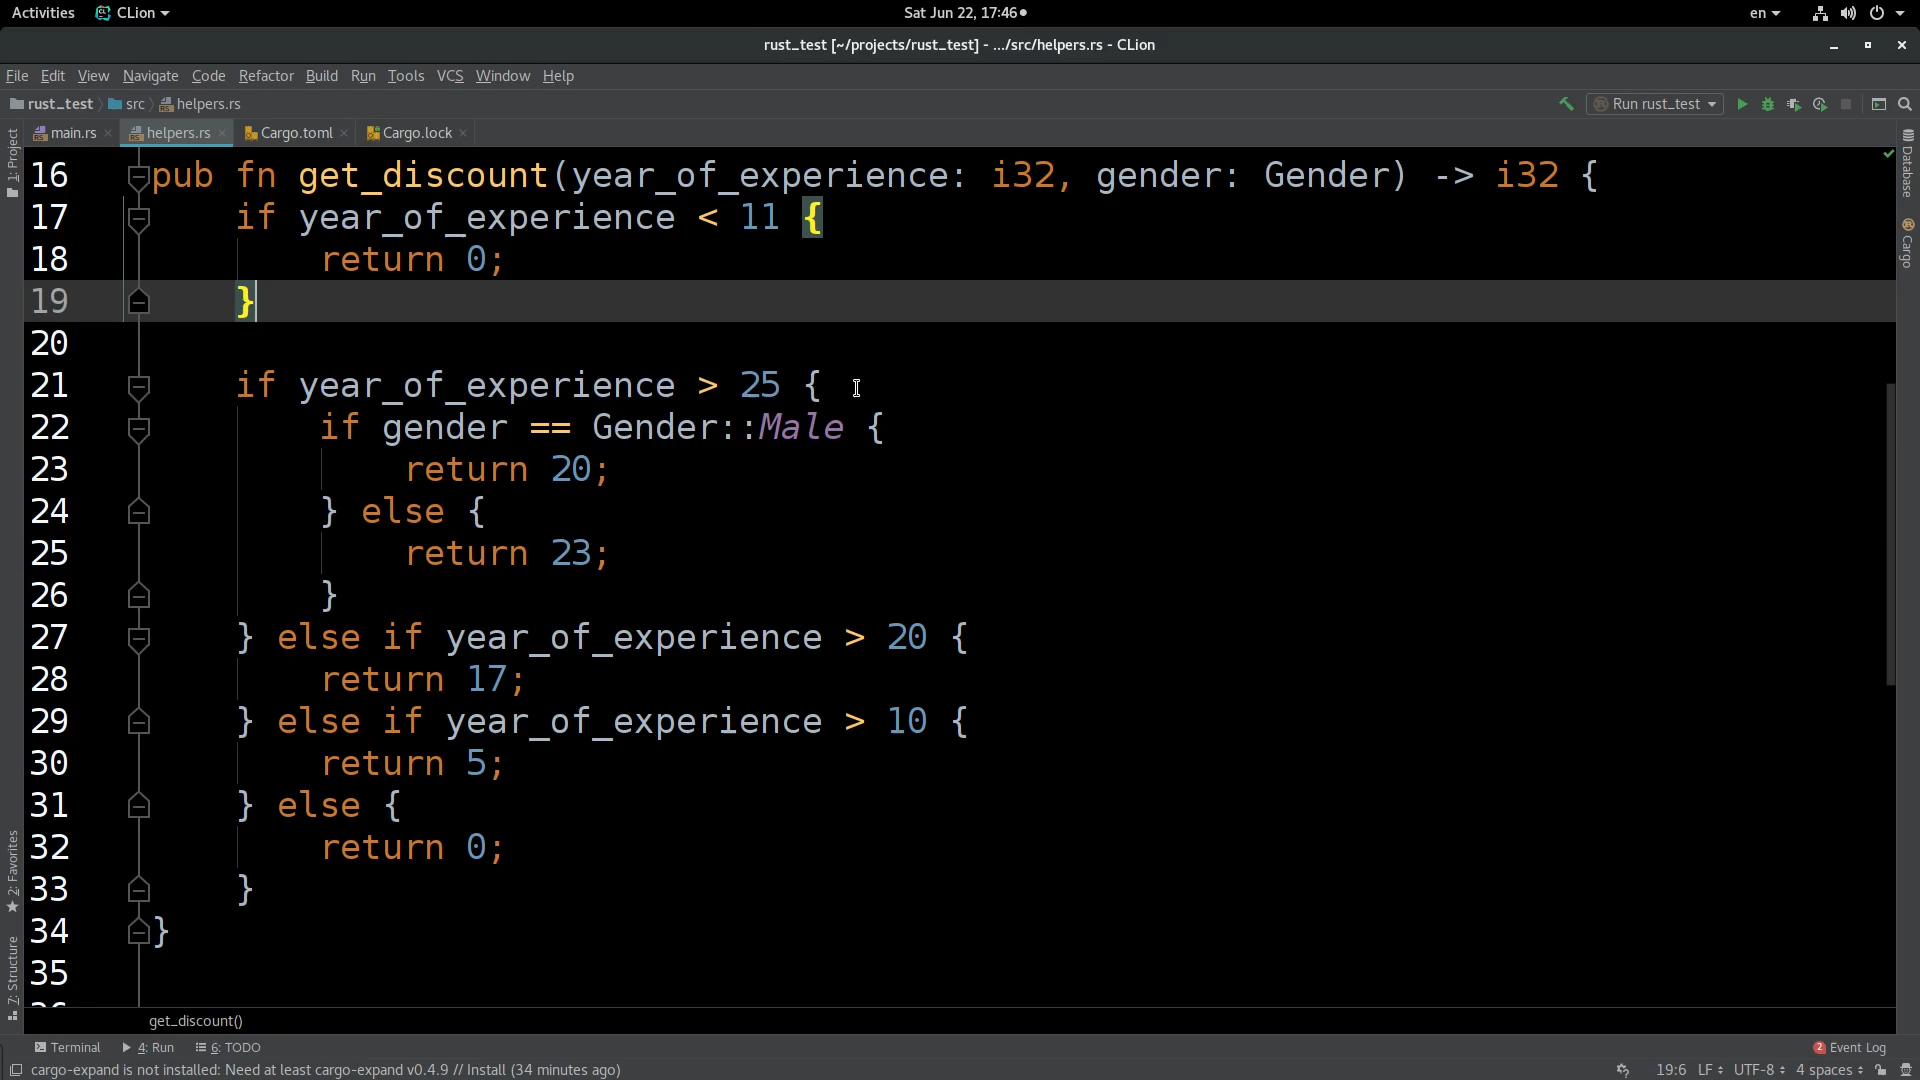 Activities CLion Sat Jun 22, 17:46 en
rust_test [~/projects/rust_test] - .../src/helpers.rs - CLion
File Edit View Navigate Code Refactor Build Run Tools VCS Window Help
rust_test src helpers.rs Run rust_test
main.rs helpers.rs Cargo.toml Cargo.lock
1: Project
2: Favorites
7: Structure
Database
Cargo
16 pub fn get_discount(year_of_experience: i32, gender: Gender) -> i32 {
17 if year_of_experience < 11 {
18 return 0;
19 }
20
21 if year_of_experience > 25 {
22 if gender == Gender::Male {
23 return 20;
24 } else {
25 return 23;
26 }
27 } else if year_of_experience > 20 {
28 return 17;
29 } else if year_of_experience > 10 {
30 return 5;
31 } else {
32 return 0;
33 }
34 }
35
get_discount()
Terminal 4: Run 6: TODO 2 Event Log
cargo-expand is not installed: Need at least cargo-expand v0.4.9 // Install (34 minutes ago) 19:6 LF UTF-8 4 spaces